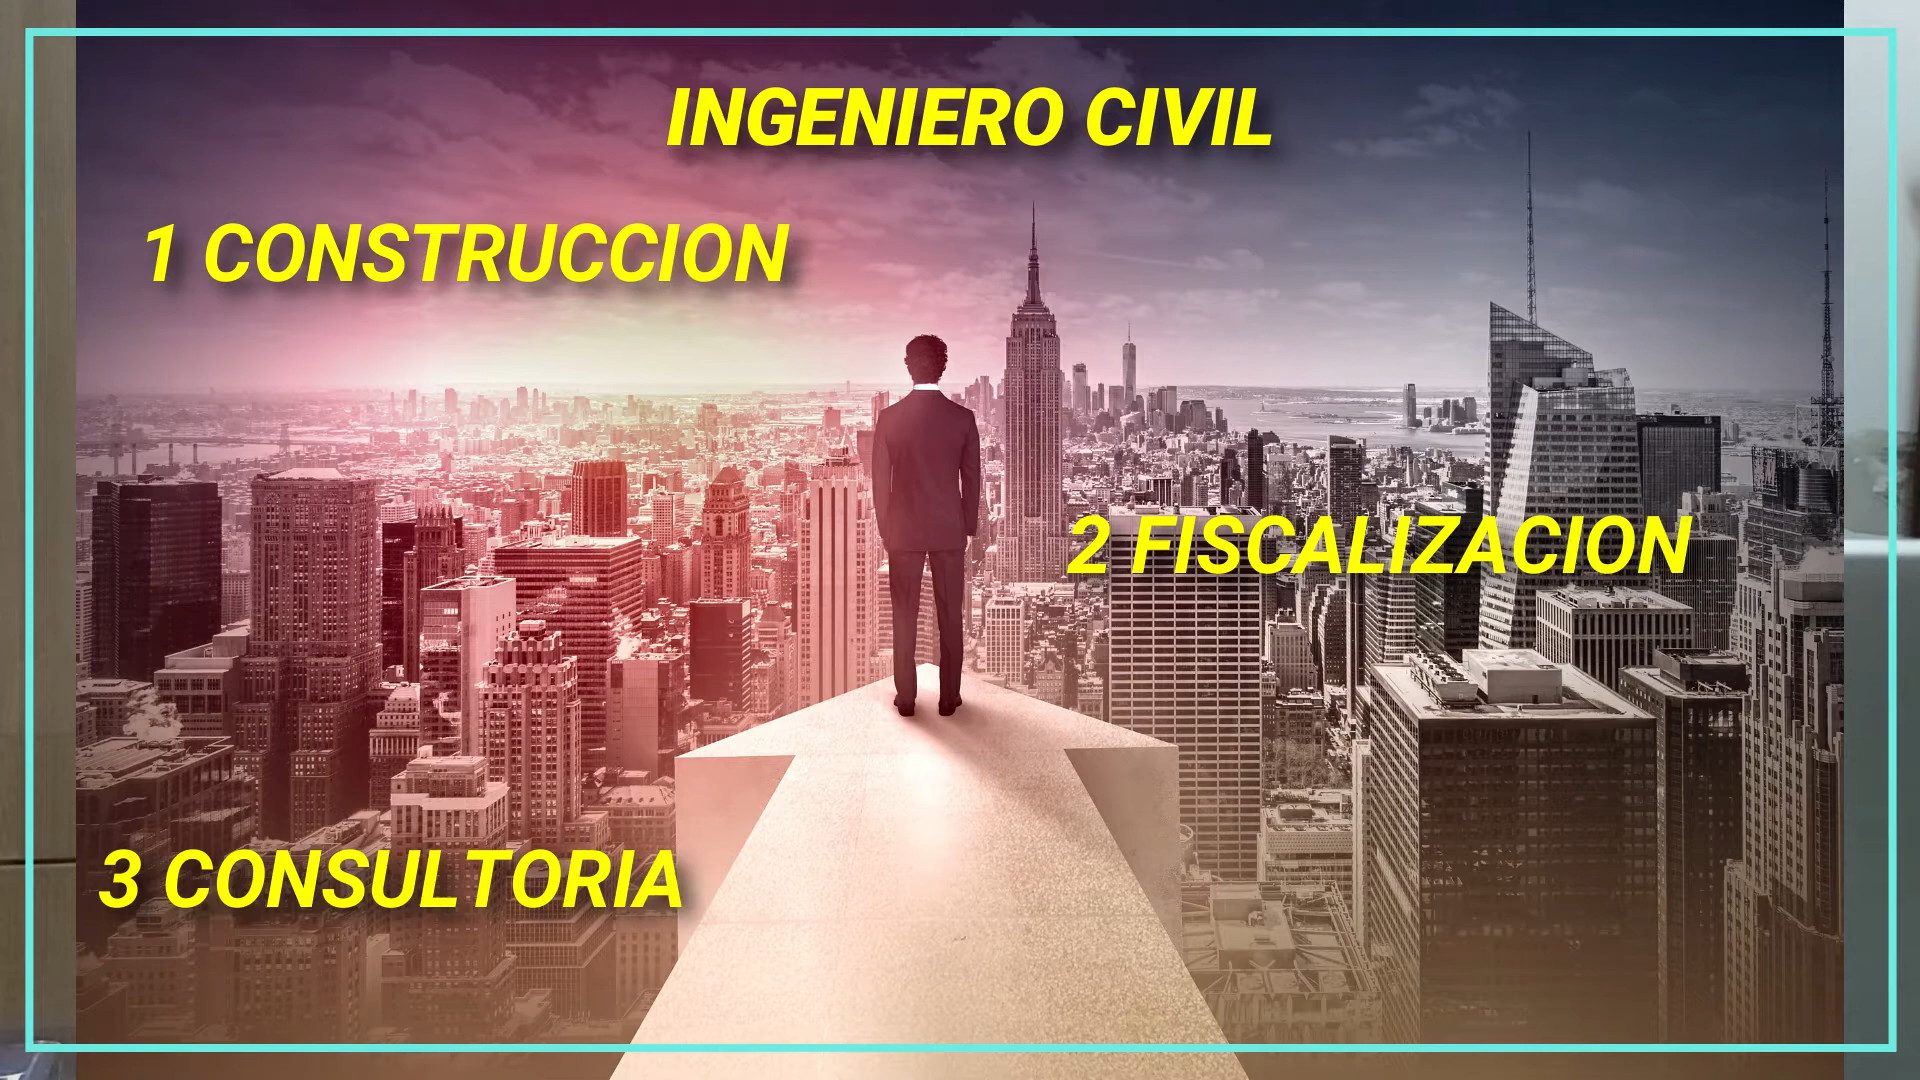 INGENIERO CIVIL
1 CONSTRUCCION
2 FISCALIZACION
3 CONSULTORIA